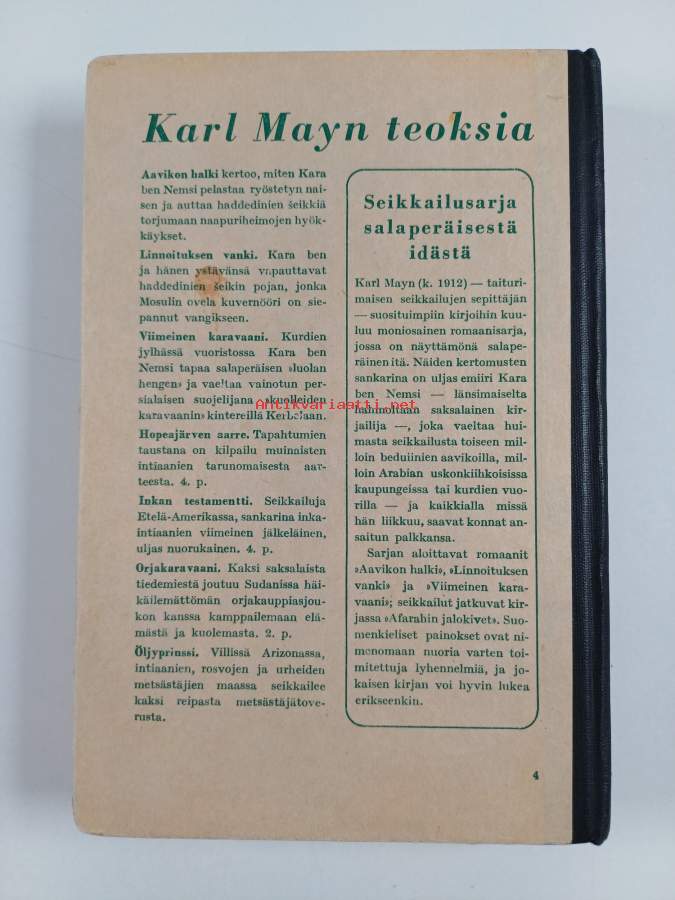 Karl Mayn teoksia
Aavikon halki kertoo, miten Kara
ben Nemsi pelastaa ryöstetyn nai-
sen ja auttaa haddedinien šeikkiä
torjumaan naapuriheimojen hyök-
käykset.
Linnoituksen vanki. Kara ben
ja hänen ystävänsä vapauttavat
haddedinien šeikin pojan, jonka
Mosulin ovela kuvernööri on sie-
pannut vangikseen.
Viimeinen karavaani. Kurdien
jylhässä vuoristossa Kara ben
Nemsi tapaa salaperäisen »luolan
hengen» ja vaeltaa vainotun per-
sialaisen suojelijana »kuolleiden
karavaanin» kintereillä Kerbelaan.
Hopeajärven aarre. Tapahtumien
taustana on kilpailu muinaisten
intiaanien tarunomaisesta aar-
teesta. 4. p.
Inkan testamentti. Seikkailuja
Etelä-Amerikassa, sankarina inka-
intiaanien viimeinen jälkeläinen,
uljas nuorukainen. 4. p.
Orjakaravaani. Kaksi saksalaista
tiedemiestä joutuu Sudanissa häi-
käilemättömän orjakauppiasjou-
kon kanssa kamppailemaan elä-
mästä ja kuolemasta. 2. p.
Öljyprinssi. Villissä Arizonassa,
intiaanien, rosvojen ja urheiden
metsästäjien maassa seikkailee
kaksi reipasta metsästäjätove-
rusta.
Seikkailusarja
salaperäisestä
idästä
Karl Mayn (k. 1912) — taituri-
maisen seikkailujen sepittäjän
— suosituimpiin kirjoihin kuu-
luu moniosainen romaanisarja,
jossa on näyttämönä salape-
räinen itä. Näiden kertomusten
sankarina on uljas emiiri Kara
ben Nemsi — länsimaiselta
saksalainen kir-
jailija —, joka vaeltaa hui-
masta seikkailusta toiseen mil-
loin beduiinien aavikoilla, mil-
loin Arabian uskonkiihkoisissa
kaupungeissa tai kurdien vuo-
rilla — ja kaikkialla missä
hän liikkuu, saavat konnat an-
saitun palkkansa.
Sarjan aloittavat romaanit
»Aavikon halki», »Linnoituksen
vanki» ja »Viimeinen kara-
vaani»; seikkailut jatkuvat kir-
jassa »Afarahin jalokivet». Suo-
menkieliset painokset ovat ni-
menomaan nuoria varten toi-
mitettuja lyhennelmiä, ja jo-
kaisen kirjan voi hyvin lukea
erikseenkin.
4
Antikvariaatti.net